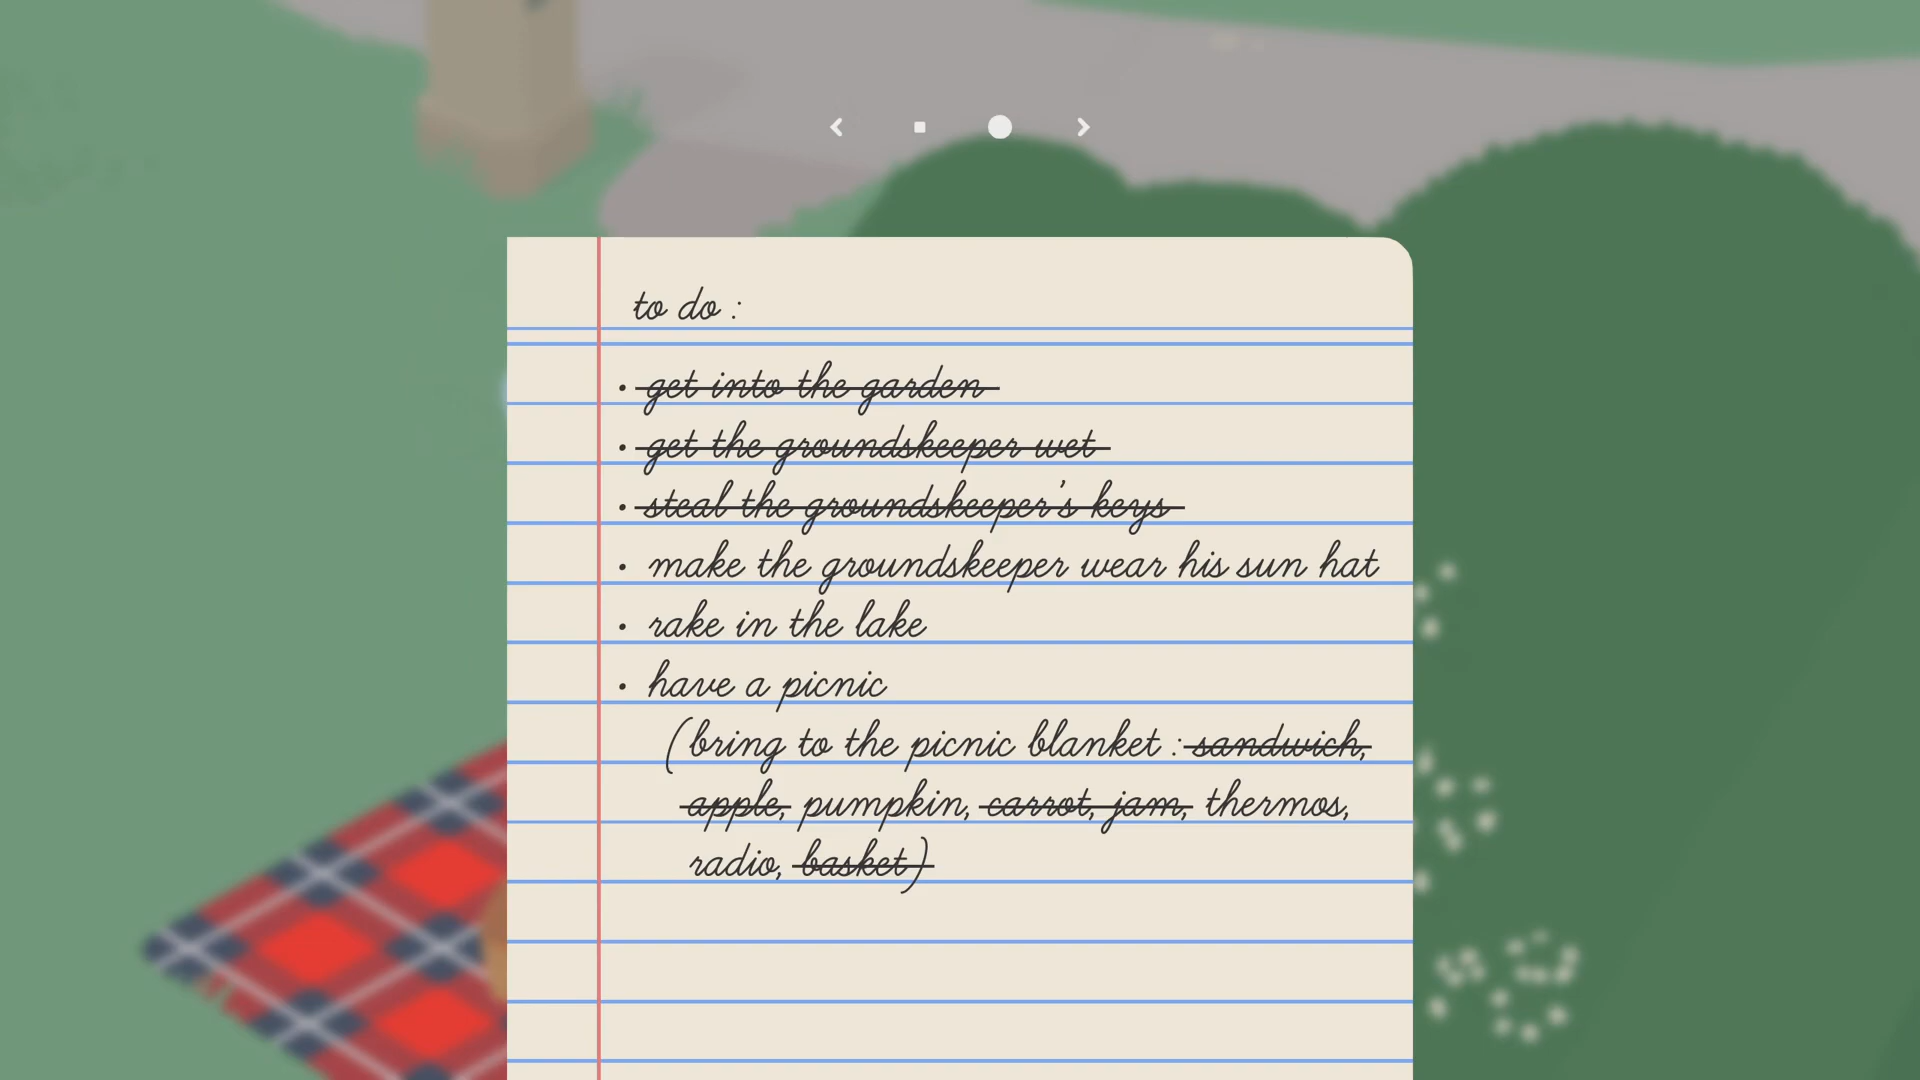 to do :
• get into the garden
• get the groundskeeper wet
• steal the groundskeeper's keys
• make the groundskeeper wear his sun hat
• rake in the lake
• have a picnic
(bring to the picnic blanket : sandwich,
apple, pumpkin, carrot, jam, thermos,
radio, basket)